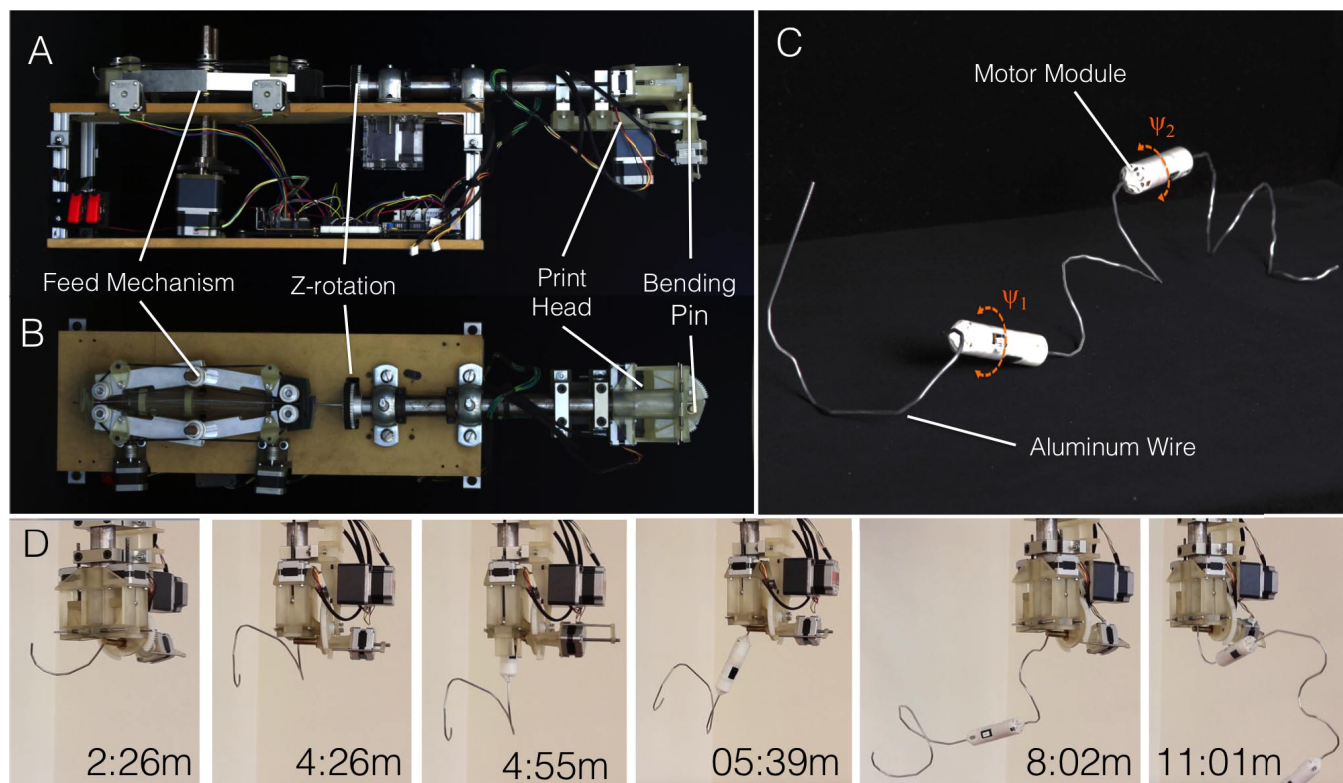 A
C
Motor Module
ψ2
Feed Mechanism
Z-rotation
Print
Head
Bending
Pin
B
ψ1
Aluminum Wire
D
2:26m
4:26m
4:55m
05:39m
8:02m
11:01m